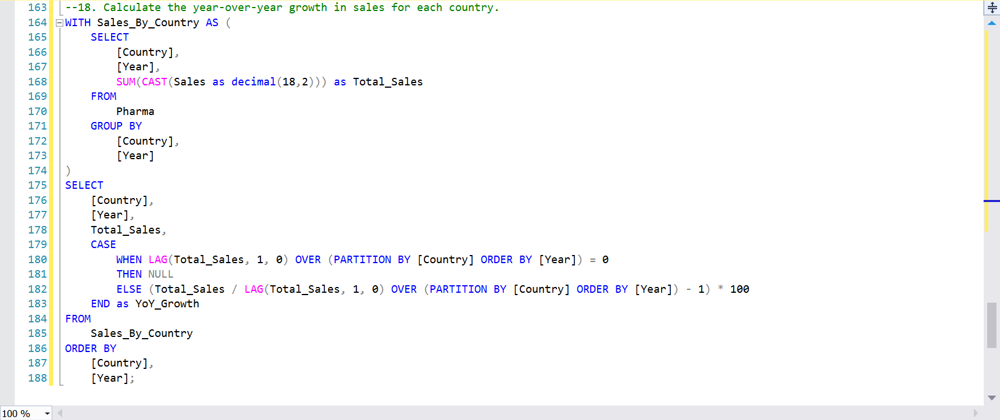 163 --18. Calculate the year-over-year growth in sales for each country.
164 WITH Sales_By_Country AS (
165     SELECT
166         [Country],
167         [Year],
168         SUM(CAST(Sales as decimal(18,2))) as Total_Sales
169     FROM
170         Pharma
171     GROUP BY
172         [Country],
173         [Year]
174 )
175 SELECT
176     [Country],
177     [Year],
178     Total_Sales,
179     CASE
180         WHEN LAG(Total_Sales, 1, 0) OVER (PARTITION BY [Country] ORDER BY [Year]) = 0
181         THEN NULL
182         ELSE (Total_Sales / LAG(Total_Sales, 1, 0) OVER (PARTITION BY [Country] ORDER BY [Year]) - 1) * 100
183     END as YoY_Growth
184 FROM
185     Sales_By_Country
186 ORDER BY
187     [Country],
188     [Year];
100 %